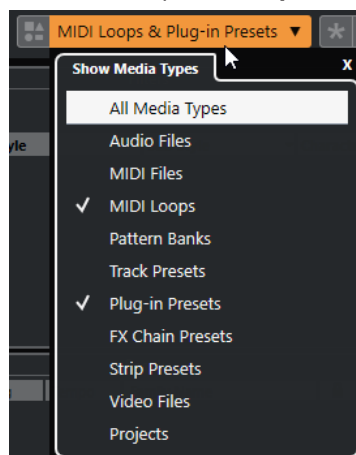 MIDI Loops & Plug-in Presets
Show Media Types
X
yle
All Media Types
Audio Files
MIDI Files
MIDI Loops
Pattern Banks
Track Presets
Plug-in Presets
FX Chain Presets
Strip Presets
Video Files
Projects